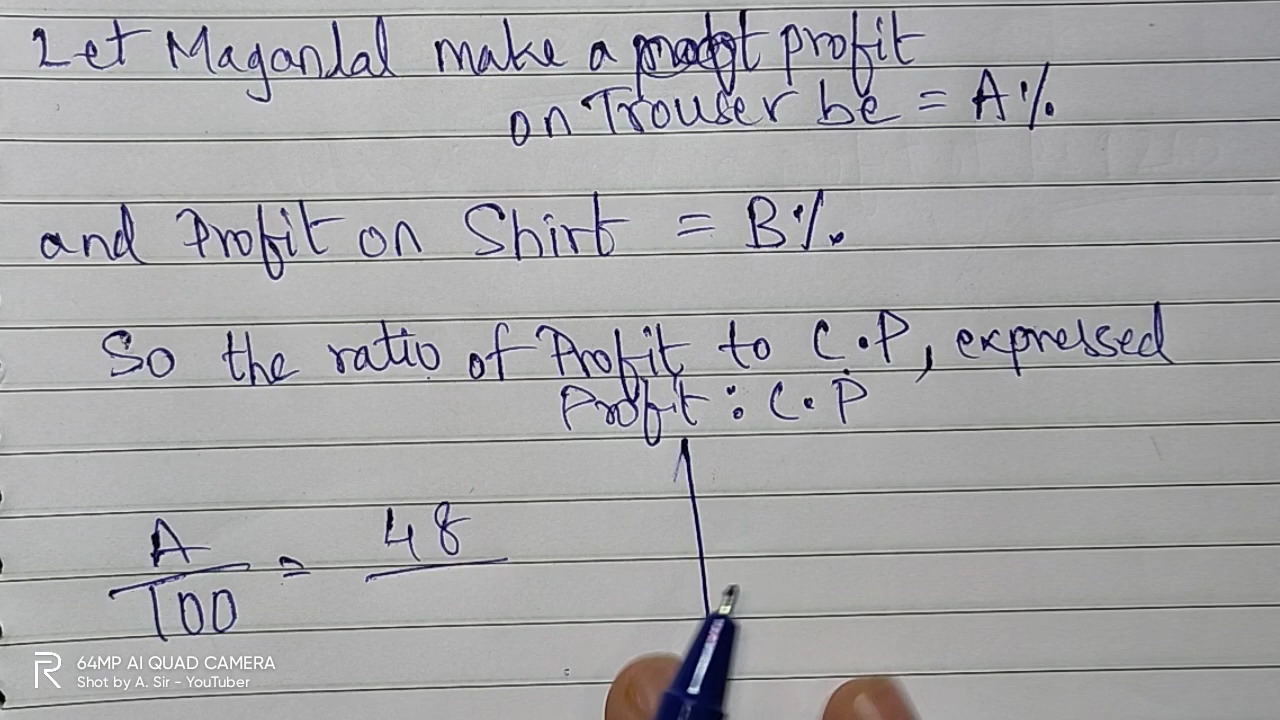 Let Maganlal make a profit
on Trouser be = A%
and Profit on Shirt = B%.
So the ratio of Profit to C.P, expressed
Profit : C.P
A/100 = 48
64MP AI QUAD CAMERA
Shot by A. Sir - YouTuber